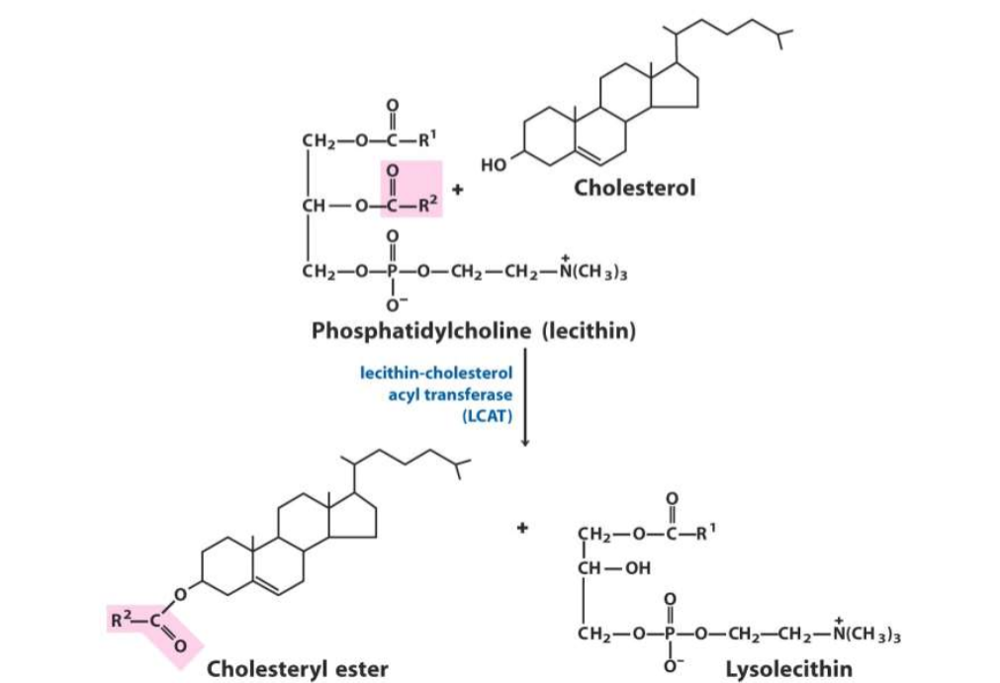 O
CH₂—O—C—R¹
HO
Cholesterol
O
+
CH—O—C—R²
O
CH₂—O—P—O—CH₂—CH₂—N⁺(CH₃)₃
O⁻
Phosphatidylcholine (lecithin)
lecithin-cholesterol
acyl transferase
(LCAT)
O
R²—C
O
Cholesteryl ester
+
O
CH₂—O—C—R¹
CH—OH
O
CH₂—O—P—O—CH₂—CH₂—N⁺(CH₃)₃
O⁻
Lysolecithin